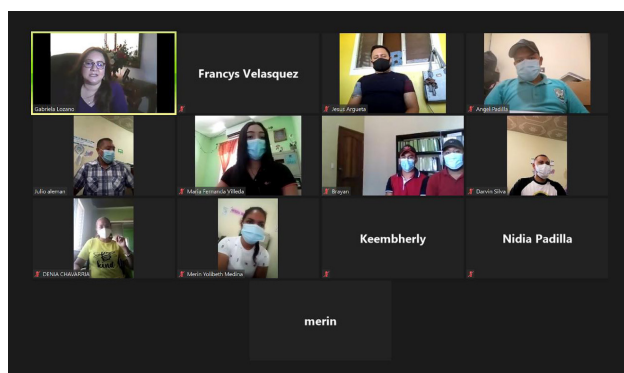 Gabriela Lozano
Francys Velasquez
Jesus Argueta
Angel Padilla
Julio aleman
Maria Fernanda Villeda
Brayan
Darvin Silva
DENIA CHAVARRIA
Merin Yolibeth Medina
Keembherly
Nidia Padilla
merin